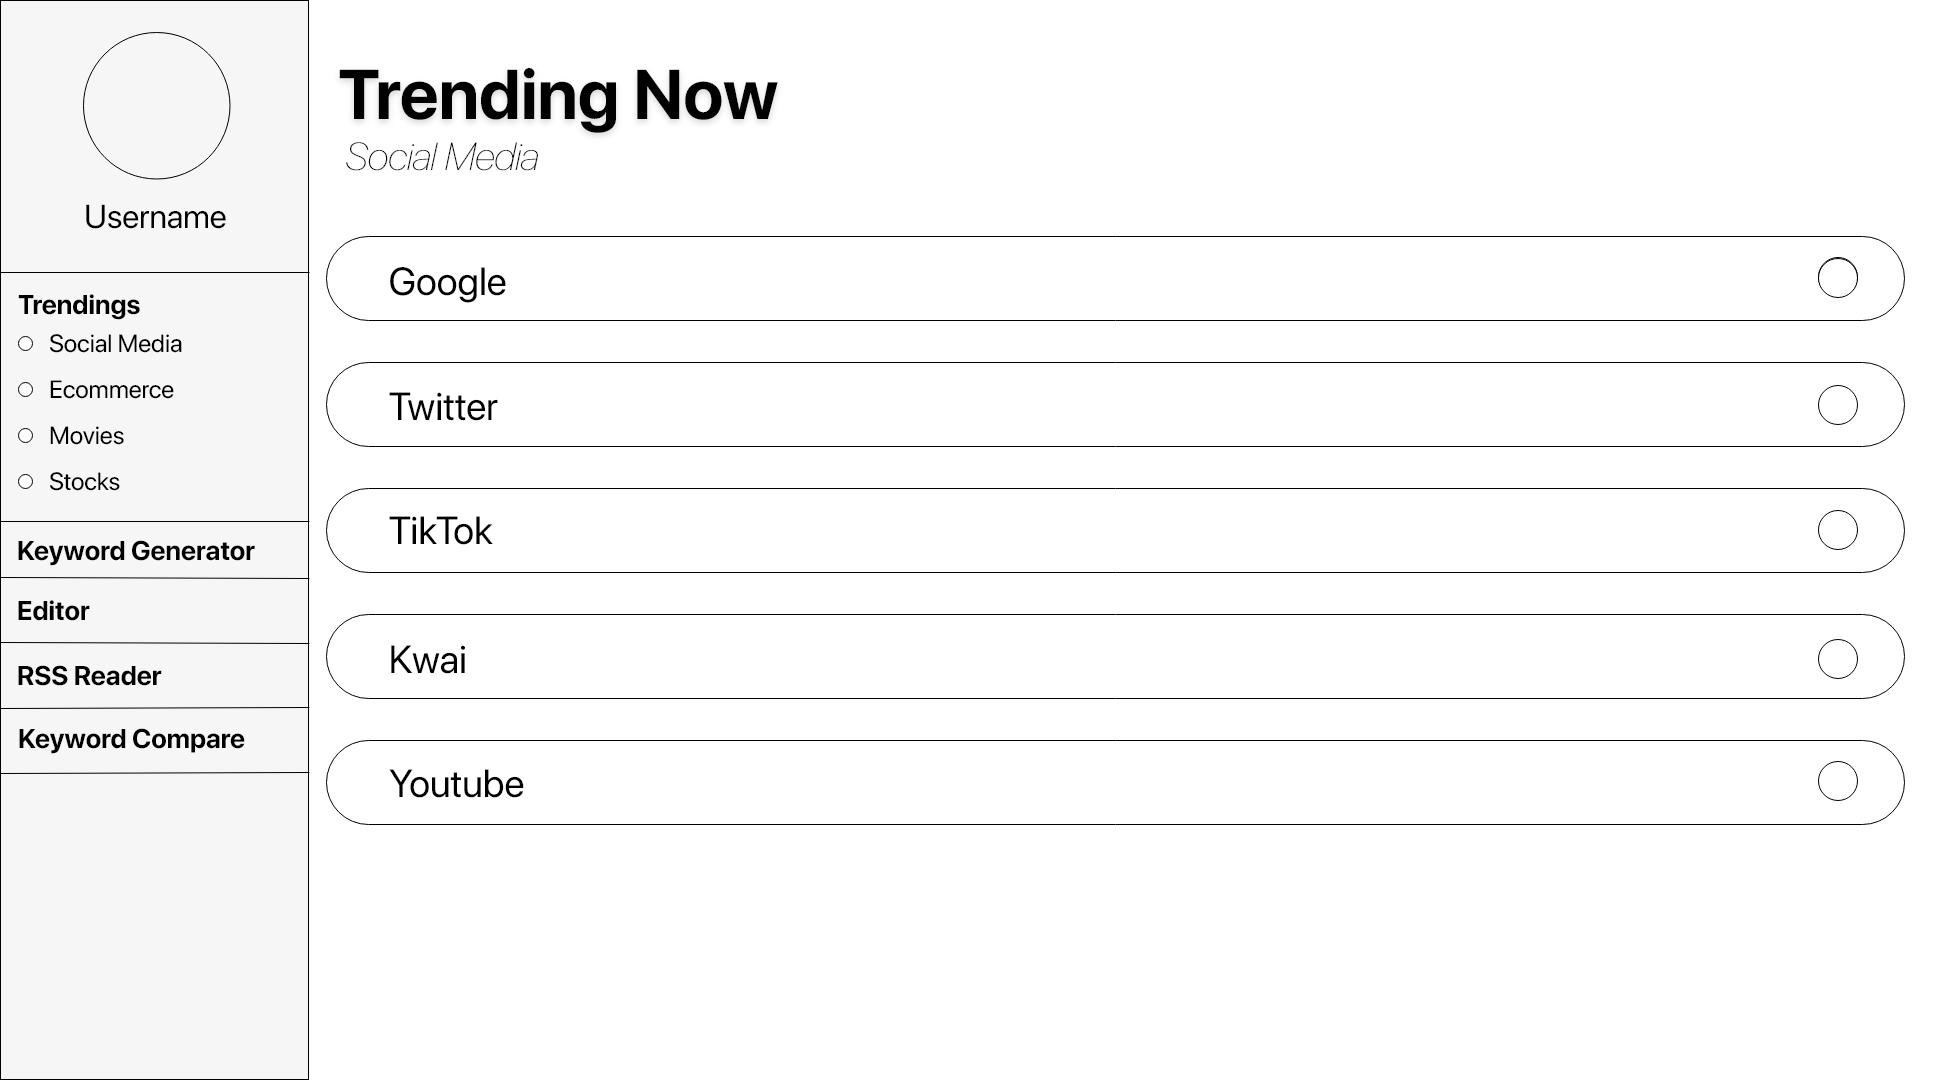 Username
Trendings
Social Media
Ecommerce
Movies
Stocks
Keyword Generator
Editor
RSS Reader
Keyword Compare
Trending Now
Social Media
Google
Twitter
TikTok
Kwai
Youtube